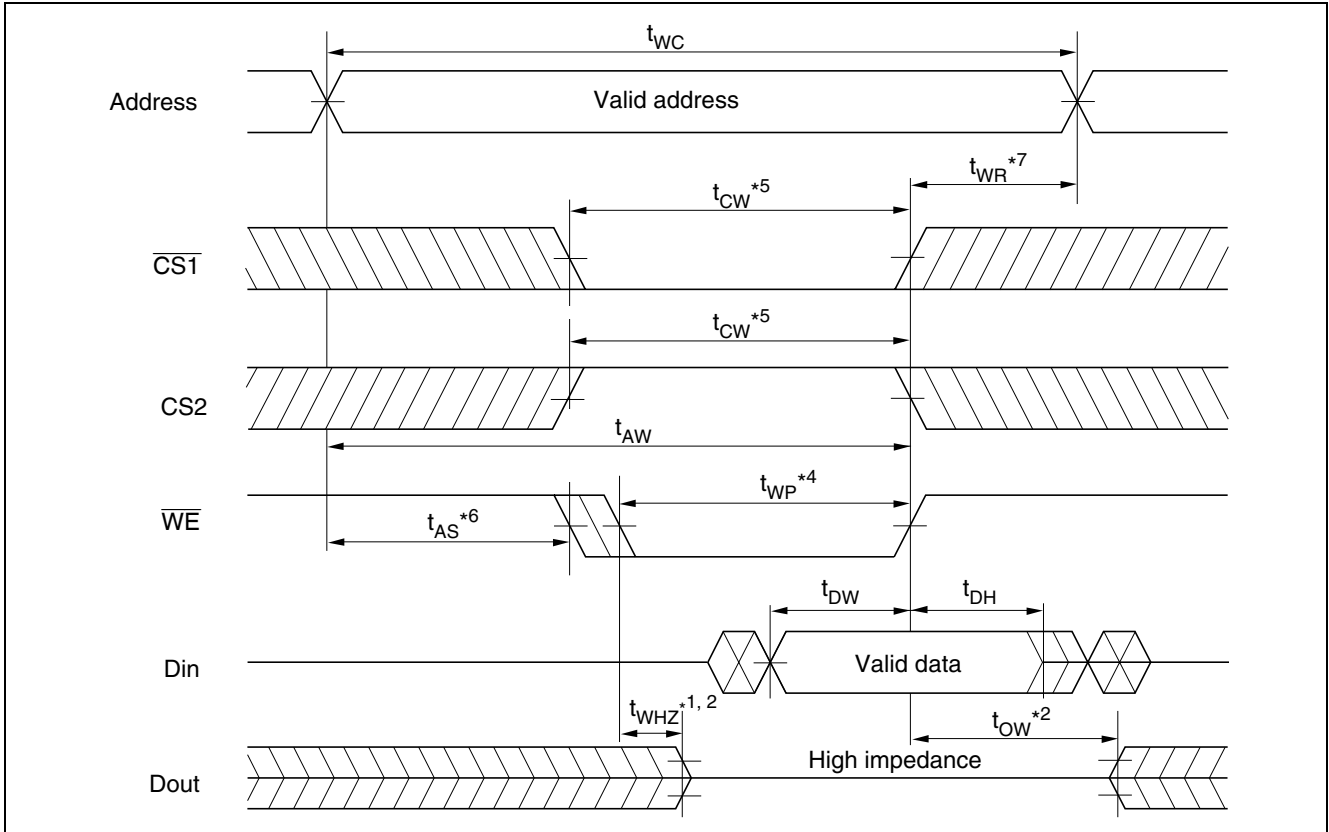 tWC
Address
Valid address
tWR*7
tCW*5
CS1
tCW*5
CS2
tAW
tWP*4
WE
tAS*6
tDW
tDH
Din
Valid data
tWHZ*1, 2
tOW*2
High impedance
Dout